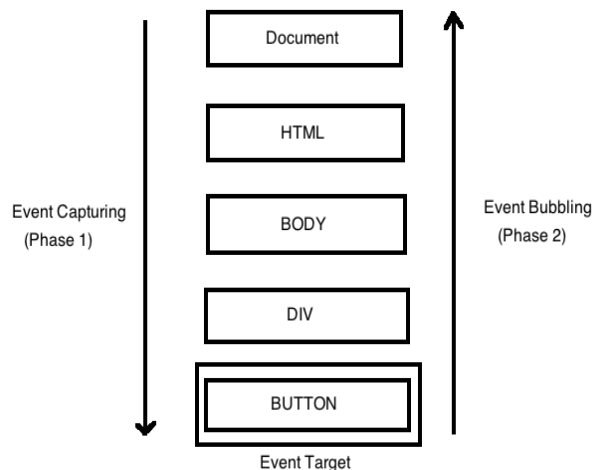 Document
HTML
Event Capturing
(Phase 1)
BODY
Event Bubbling
(Phase 2)
DIV
BUTTON
Event Target